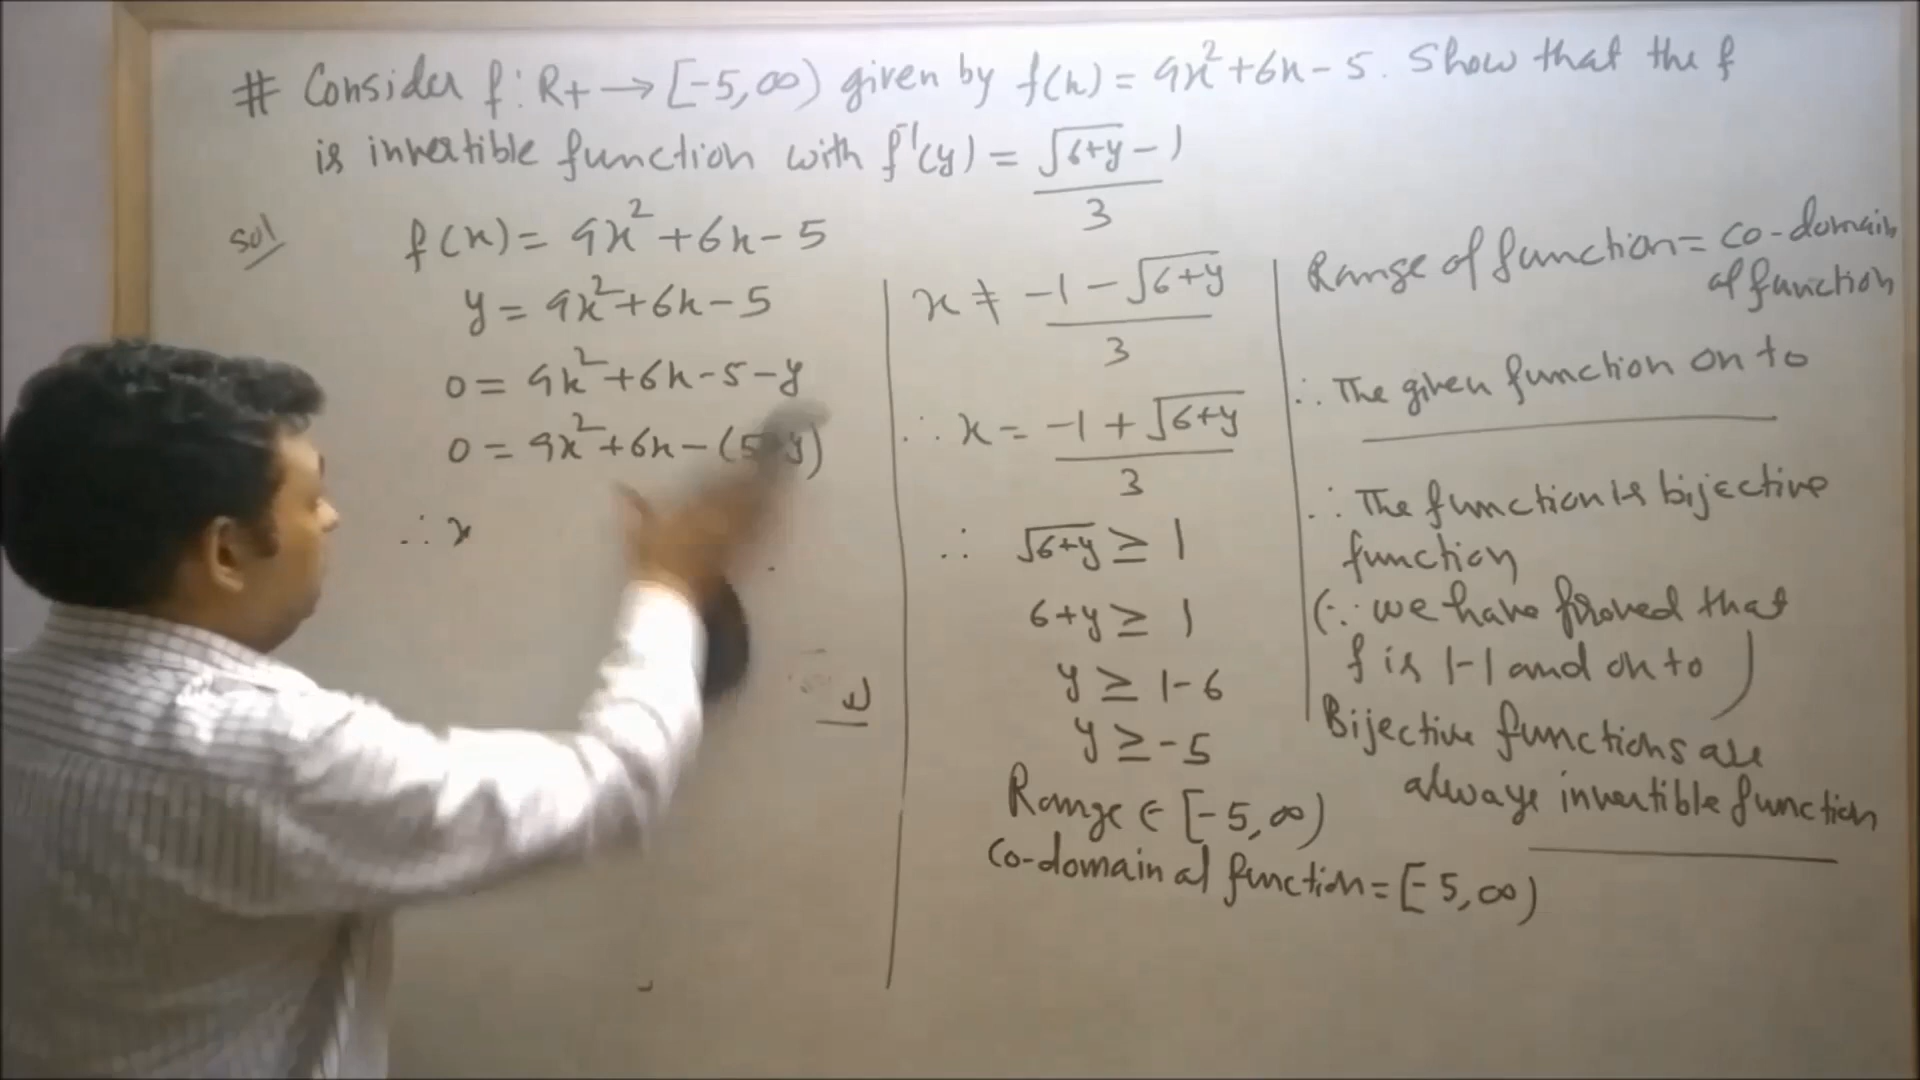 # Consider f : R+ → [-5, ∞) given by f(x) = 9x² + 6x - 5. Show that the f
is invertible function with f⁻¹(y) = (√(6+y) - 1)/3
Sol
f(x) = 9x² + 6x - 5
y = 9x² + 6x - 5
0 = 9x² + 6x - 5 - y
0 = 9x² + 6x - (5 y)
∴ x
x ≠ (-1 - √(6+y))/3
∴ x = (-1 + √(6+y))/3
∴ √(6+y) ≥ 1
6+y ≥ 1
y ≥ 1-6
y ≥ -5
Range ∈ [-5, ∞)
Co-domain of function = [-5, ∞)
Range of function = Co-domain
of function
∴ The given function on to
∴ The function is bijective
function
(∵ we have proved that
f is 1-1 and on to)
Bijective functions are
always invertible function